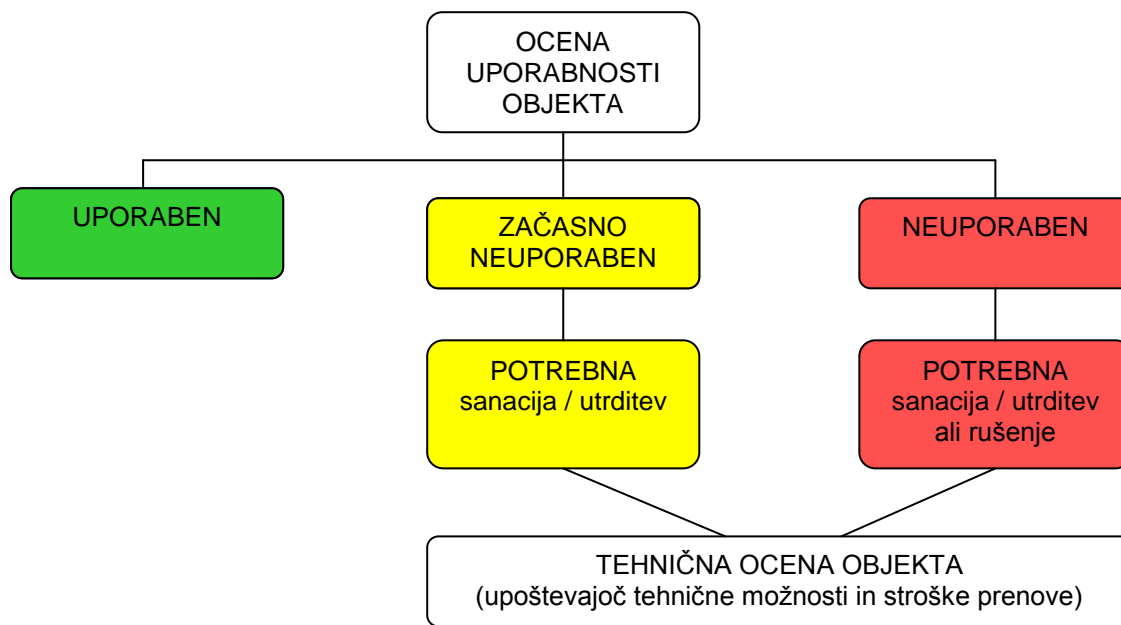 OCENA
UPORABNOSTI
OBJEKTA
UPORABEN
ZAČASNO
NEUPORABEN
NEUPORABEN
POTREBNA
sanacija / utrditev
POTREBNA
sanacija / utrditev
ali rušenje
TEHNIČNA OCENA OBJEKTA
(upoštevajoč tehnične možnosti in stroške prenove)